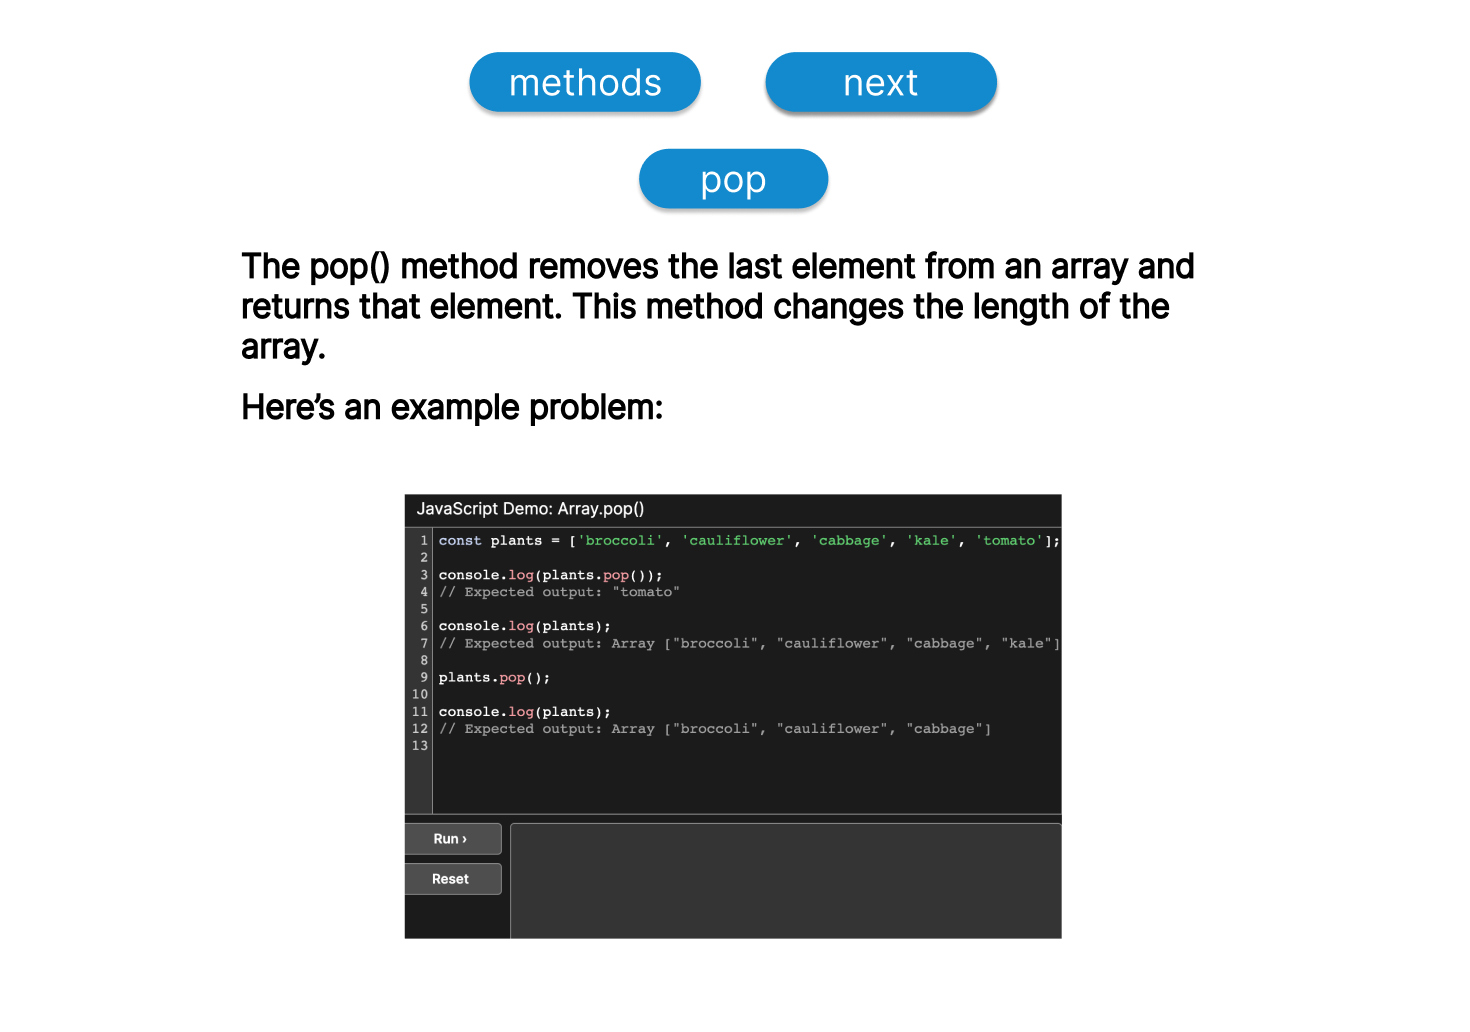 methods next
pop
The pop() method removes the last element from an array and
returns that element. This method changes the length of the
array.
Here’s an example problem:
JavaScript Demo: Array.pop()
1 const plants = ['broccoli', 'cauliflower', 'cabbage', 'kale', 'tomato'];
2
3 console.log(plants.pop());
4 // Expected output: "tomato"
5
6 console.log(plants);
7 // Expected output: Array ["broccoli", "cauliflower", "cabbage", "kale"]
8
9 plants.pop();
10
11 console.log(plants);
12 // Expected output: Array ["broccoli", "cauliflower", "cabbage"]
13
Run ›
Reset